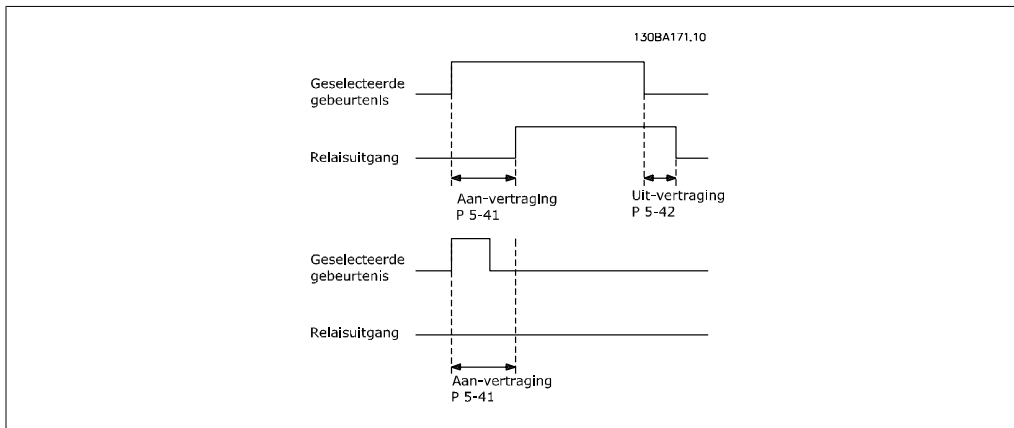 130BA171.10
Geselecteerde
gebeurtenis
Relaisuitgang
Aan-vertraging
P 5-41
Uit-vertraging
P 5-42
Geselecteerde
gebeurtenis
Relaisuitgang
Aan-vertraging
P 5-41